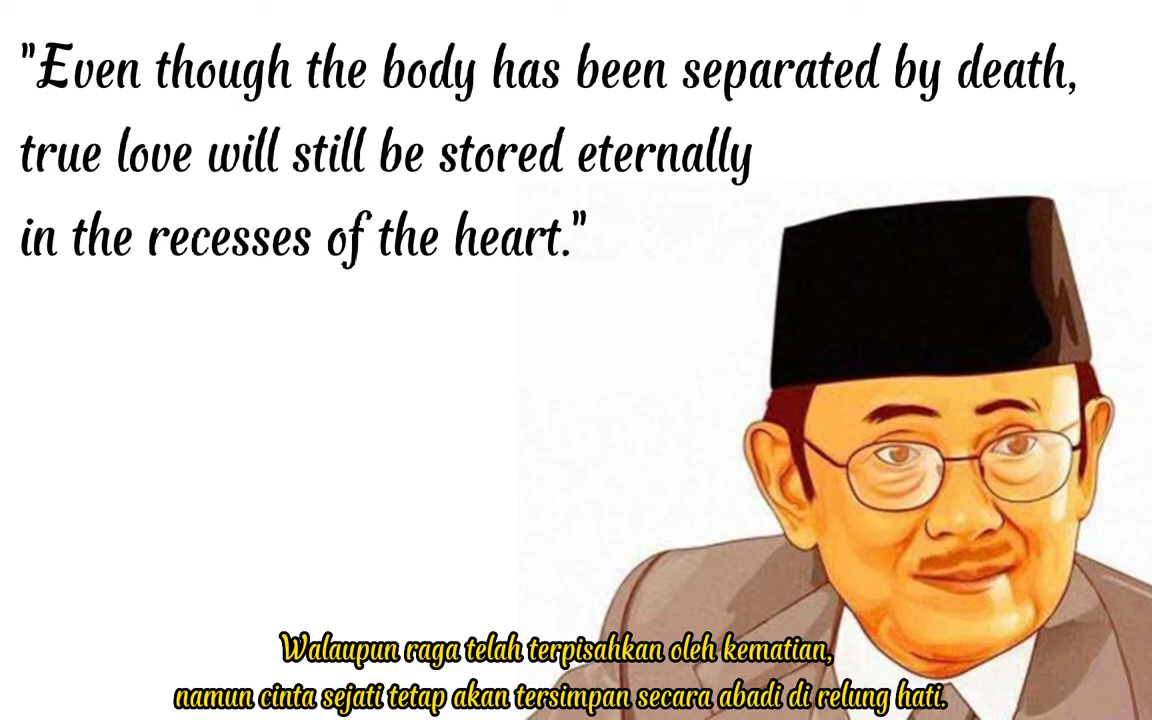 "Even though the body has been separated by death,
true love will still be stored eternally
in the recesses of the heart."
Walaupun raga telah terpisahkan oleh kematian,
namun cinta sejati tetap akan tersimpan secara abadi di relung hati.